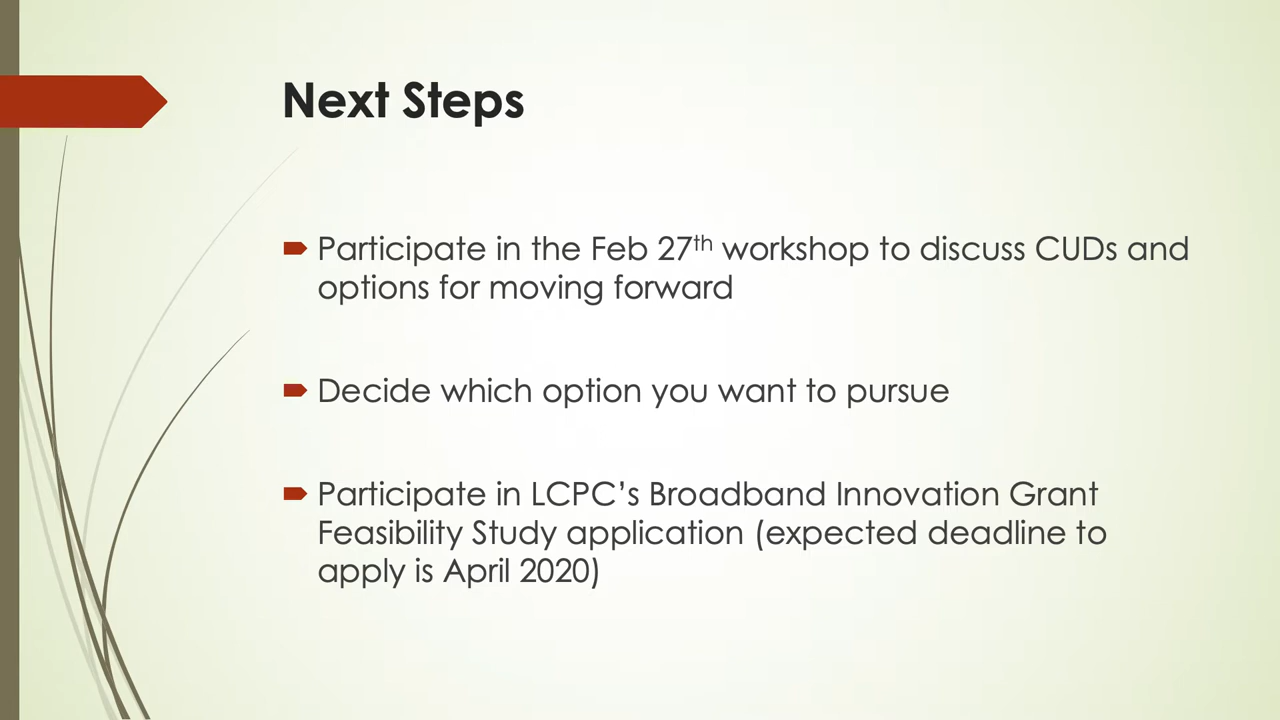 Next Steps
Participate in the Feb 27th workshop to discuss CUDs and
options for moving forward
Decide which option you want to pursue
Participate in LCPC’s Broadband Innovation Grant
Feasibility Study application (expected deadline to
apply is April 2020)